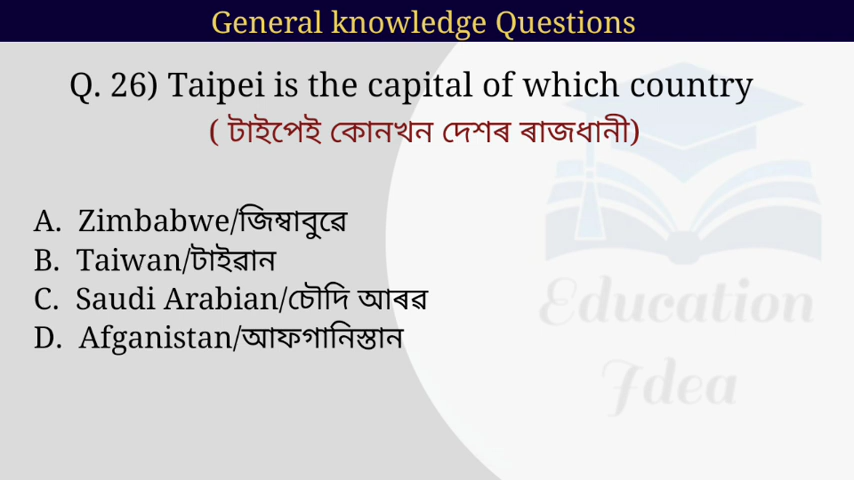 General knowledge Questions
Q. 26) Taipei is the capital of which country
( টাইপেই কোনখন দেশৰ ৰাজধানী)
A. Zimbabwe/জিম্বাবুৱে
B. Taiwan/টাইৱান
C. Saudi Arabian/চৌদি আৰৱ
D. Afganistan/আফগানিস্তান
Education
Idea